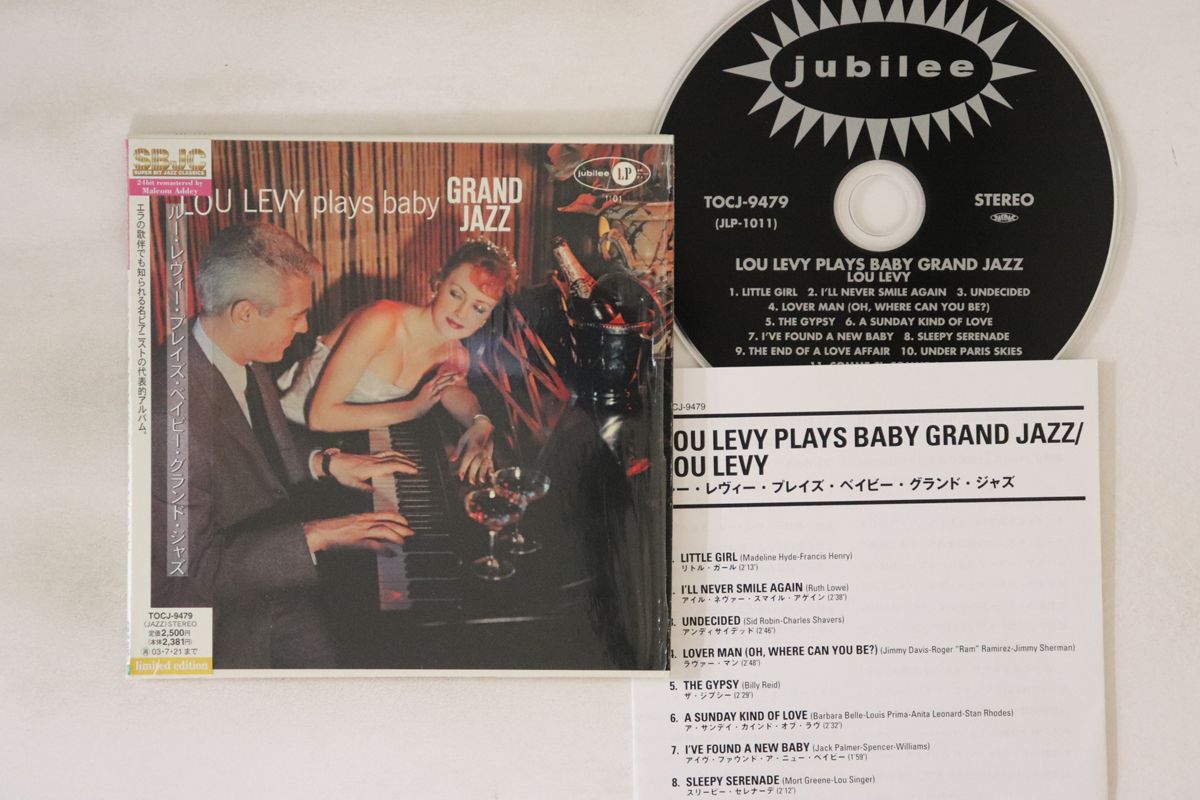 SBJC
SUPER BIT JAZZ CLASSICS
24bit remastered by
Malcom Addey
エラの歌伴でも知られる名ピアニストの代表的アルバム。
ルー・レヴィー・プレイズ・ベイビー・グランド・ジャズ
TOCJ-9479
(JAZZ) STEREO
定価2,500円
(本体2,381円)
再 03・7・21 まで
limited edition
LOU LEVY plays baby GRAND
JAZZ
jubilee LP
1101
jubilee
TOCJ-9479
(JLP-1011)
STEREO
LOU LEVY PLAYS BABY GRAND JAZZ
LOU LEVY
1. LITTLE GIRL 2. I'LL NEVER SMILE AGAIN 3. UNDECIDED
4. LOVER MAN (OH, WHERE CAN YOU BE?)
5. THE GYPSY 6. A SUNDAY KIND OF LOVE
7. I'VE FOUND A NEW BABY 8. SLEEPY SERENADE
9. THE END OF A LOVE AFFAIR 10. UNDER PARIS SKIES
CJ-9479
OU LEVY PLAYS BABY GRAND JAZZ/
OU LEVY
ー・レヴィー・プレイズ・ベイビー・グランド・ジャズ
LITTLE GIRL (Madeline Hyde-Francis Henry)
リトル・ガール (2'13")
I'LL NEVER SMILE AGAIN (Ruth Lowe)
アイル・ネヴァー・スマイル・アゲイン (2'38")
3. UNDECIDED (Sid Robin-Charles Shavers)
アンディサイデッド (2'46")
4. LOVER MAN (OH, WHERE CAN YOU BE?) (Jimmy Davis-Roger "Ram" Ramirez-Jimmy Sherman)
ラヴァー・マン (2'48")
5. THE GYPSY (Billy Reid)
ザ・ジプシー (2'29")
6. A SUNDAY KIND OF LOVE (Barbara Belle-Louis Prima-Anita Leonard-Stan Rhodes)
ア・サンデイ・カインド・オブ・ラヴ (2'32")
7. I'VE FOUND A NEW BABY (Jack Palmer-Spencer-Williams)
アイヴ・ファウンド・ア・ニュー・ベイビー (1'59")
8. SLEEPY SERENADE (Mort Greene-Lou Singer)
スリーピー・セレナーデ (2'12")